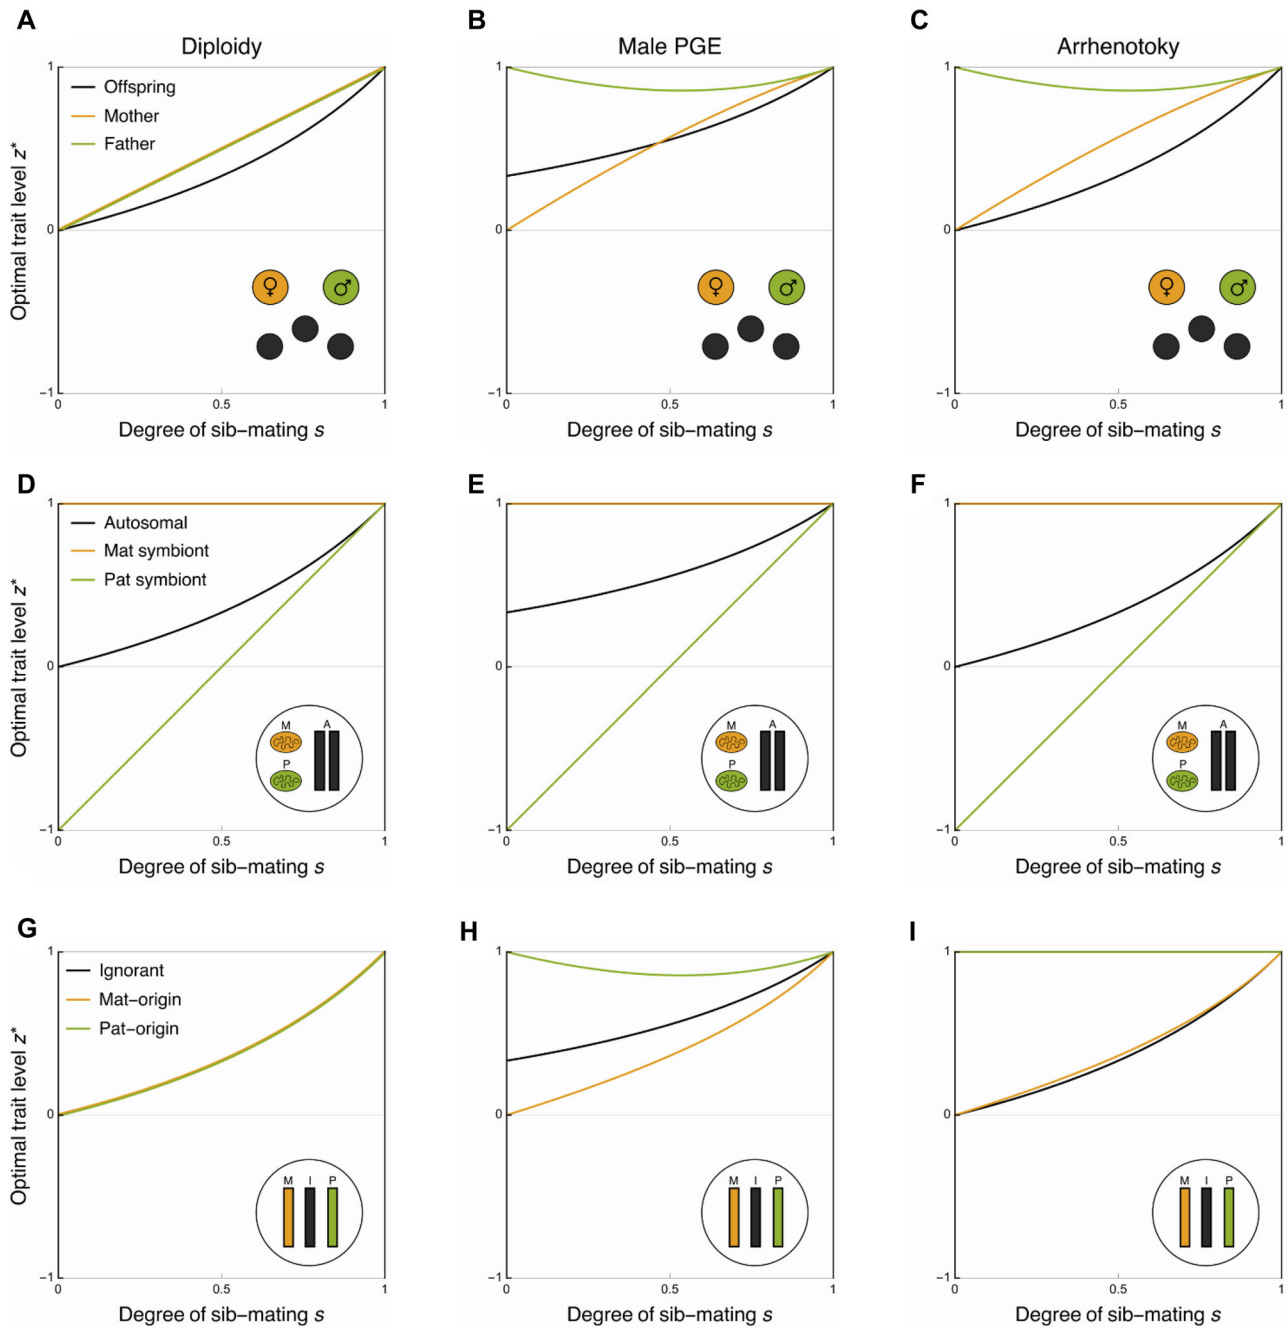 A
Diploidy
Optimal trait level z*
1
0
−1
Offspring
Mother
Father
♀ ♂
0 0.5 1
Degree of sib−mating s
B
Male PGE
1
0
−1
♀ ♂
0 0.5 1
Degree of sib−mating s
C
Arrhenotoky
1
0
−1
♀ ♂
0 0.5 1
Degree of sib−mating s
D
Optimal trait level z*
1
0
−1
Autosomal
Mat symbiont
Pat symbiont
M A
P
0 0.5 1
Degree of sib−mating s
E
1
0
−1
M A
P
0 0.5 1
Degree of sib−mating s
F
1
0
−1
M A
P
0 0.5 1
Degree of sib−mating s
G
Optimal trait level z*
1
0
−1
Ignorant
Mat−origin
Pat−origin
M I P
0 0.5 1
Degree of sib−mating s
H
1
0
−1
M I P
0 0.5 1
Degree of sib−mating s
I
1
0
−1
M I P
0 0.5 1
Degree of sib−mating s